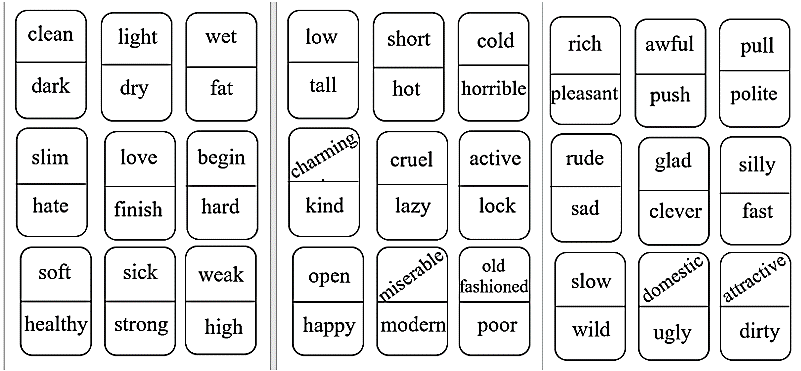 clean
dark
light
dry
wet
fat
slim
hate
love
finish
begin
hard
soft
healthy
sick
strong
weak
high
low
tall
short
hot
cold
horrible
charming
kind
cruel
lazy
active
lock
open
happy
miserable
modern
old
fashioned
poor
rich
pleasant
awful
push
pull
polite
rude
sad
glad
clever
silly
fast
slow
wild
domestic
ugly
attractive
dirty